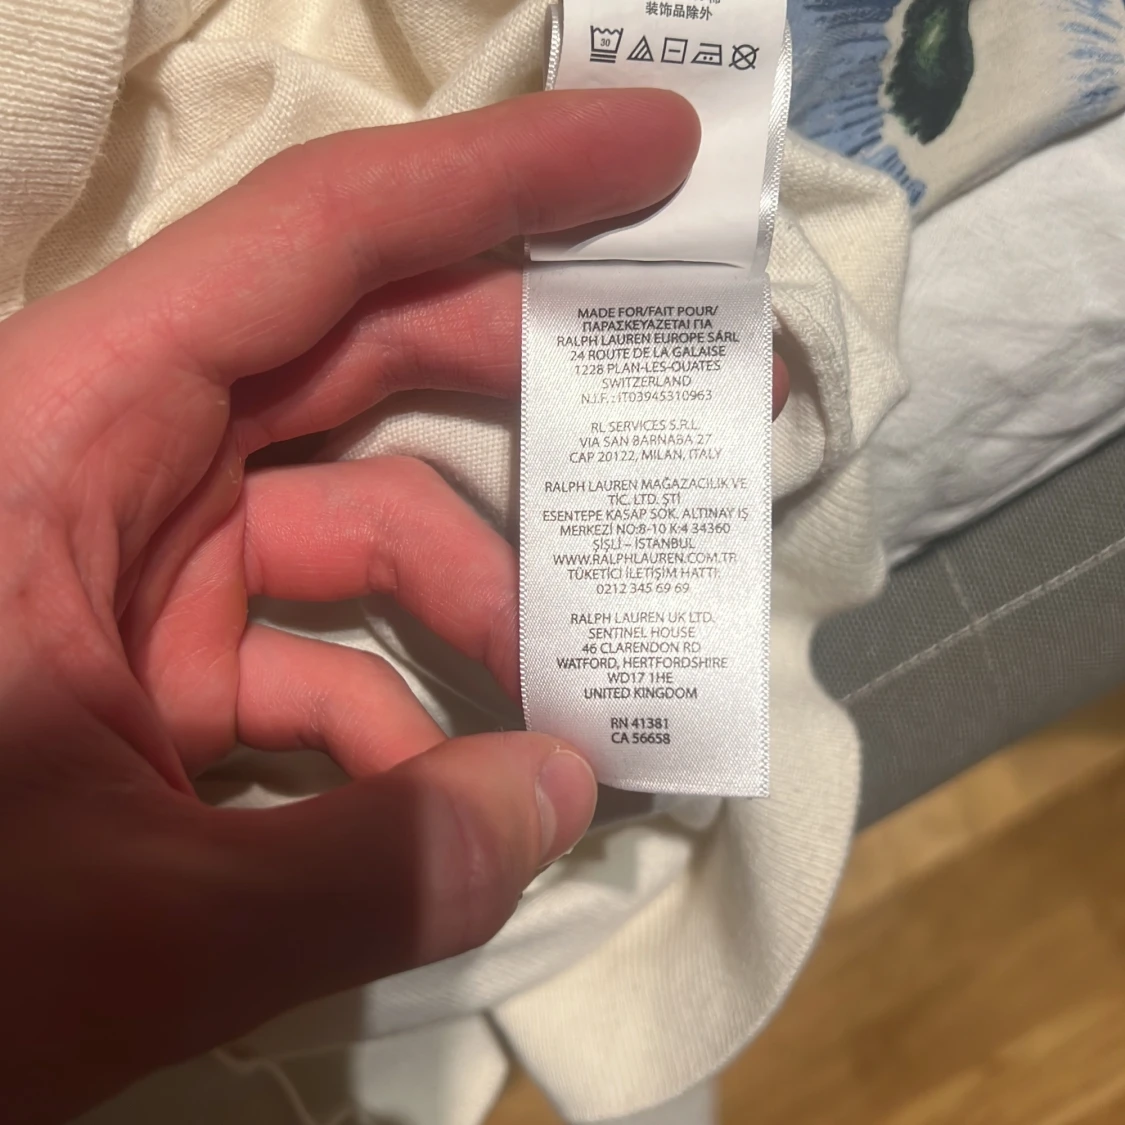 装饰品除外
30
MADE FOR/FAIT POUR/
ΠΑΡΑΣΚΕΥΑΖΕΤΑΙ ΓΙΑ
RALPH LAUREN EUROPE SÁRL
24 ROUTE DE LA GALAISE
1228 PLAN-LES-OUATES
SWITZERLAND
N.I.F.: IT03945310963
RL SERVICES S.R.L.
VIA SAN BARNABA 27
CAP 20122, MILAN, ITALY
RALPH LAUREN MAĞAZACILIK VE
TİC. LTD. ŞTİ
ESENTEPE KASAP SOK. ALTINAY İŞ
MERKEZİ NO:8-10 K:4 34360
ŞİŞLİ – İSTANBUL
WWW.RALPHLAUREN.COM.TR
TÜKETİCİ İLETİŞİM HATTI:
0212 345 69 69
RALPH LAUREN UK LTD.
SENTINEL HOUSE
46 CLARENDON RD
WATFORD, HERTFORDSHIRE
WD17 1HE
UNITED KINGDOM
RN 41381
CA 56658